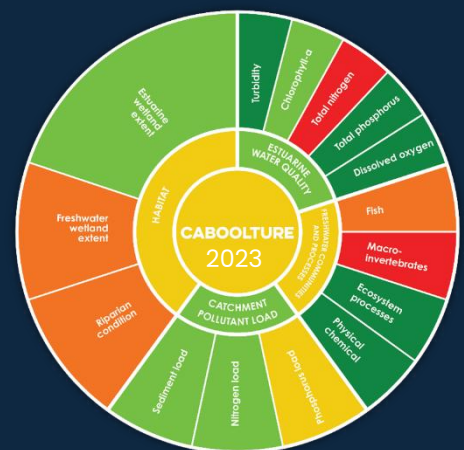 CABOOLTURE
2023
ESTUARINE
WATER QUALITY
Turbidity
Chlorophyll-a
Total nitrogen
Total phosphorus
Dissolved oxygen
FRESHWATER COMMUNITIES
AND PROCESSES
Fish
Macro-
invertebrates
Ecosystem
processes
Physical
chemical
CATCHMENT
POLLUTANT LOAD
Phosphorus load
Nitrogen load
Sediment load
HABITAT
Riparian
condition
Freshwater
wetland
extent
Estuarine
wetland
extent